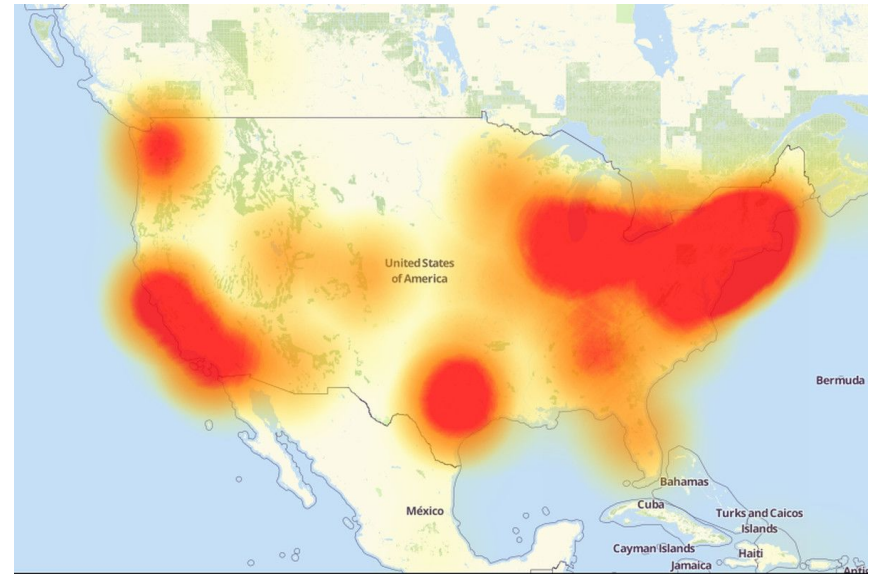 United States
of America
Bermuda
Bahamas
México
Cuba
Turks and Caicos
Islands
Cayman Islands
Haiti
Jamaica